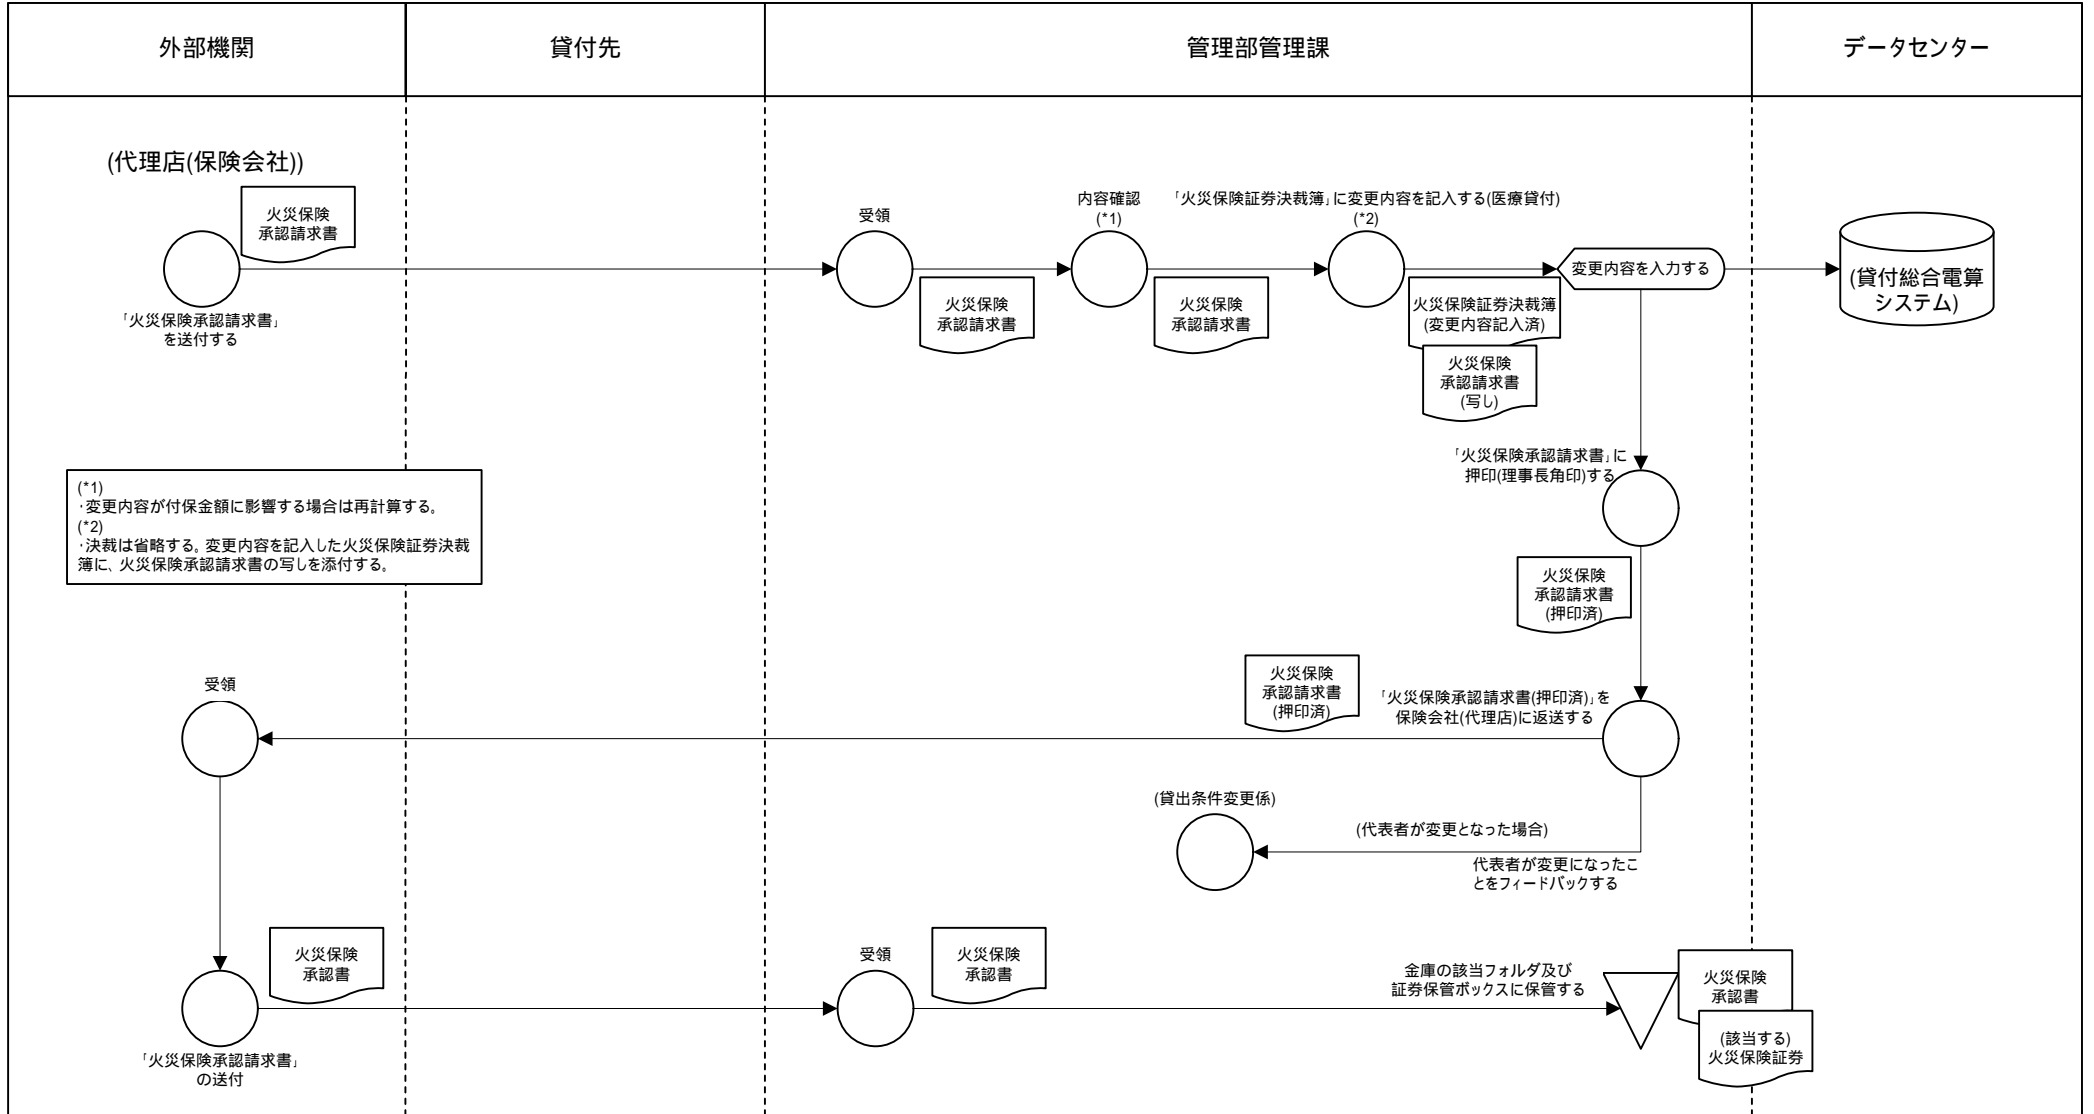 外部機関
貸付先
管理部管理課
データセンター
(代理店(保険会社))
火災保険
承認請求書
「火災保険承認請求書」
を送付する
受領
火災保険
承認請求書
内容確認
(*1)
火災保険
承認請求書
「火災保険証券決裁簿」に変更内容を記入する(医療貸付)
(*2)
火災保険証券決裁簿
(変更内容記入済)
火災保険
承認請求書
(写し)
変更内容を入力する
(貸付総合電算
システム)
「火災保険承認請求書」に
押印(理事長角印)する
(*1)
・変更内容が付保金額に影響する場合は再計算する。
(*2)
・決裁は省略する。変更内容を記入した火災保険証券決裁
簿に、火災保険承認請求書の写しを添付する。
火災保険
承認請求書
(押印済)
受領
火災保険
承認請求書
(押印済)
「火災保険承認請求書(押印済)」を
保険会社(代理店)に返送する
(貸出条件変更係)
(代表者が変更となった場合)
代表者が変更になったこ
とをフィードバックする
火災保険
承認書
「火災保険承認請求書」
の送付
受領
火災保険
承認書
金庫の該当フォルダ及び
証券保管ボックスに保管する
火災保険
承認書
(該当する)
火災保険証券